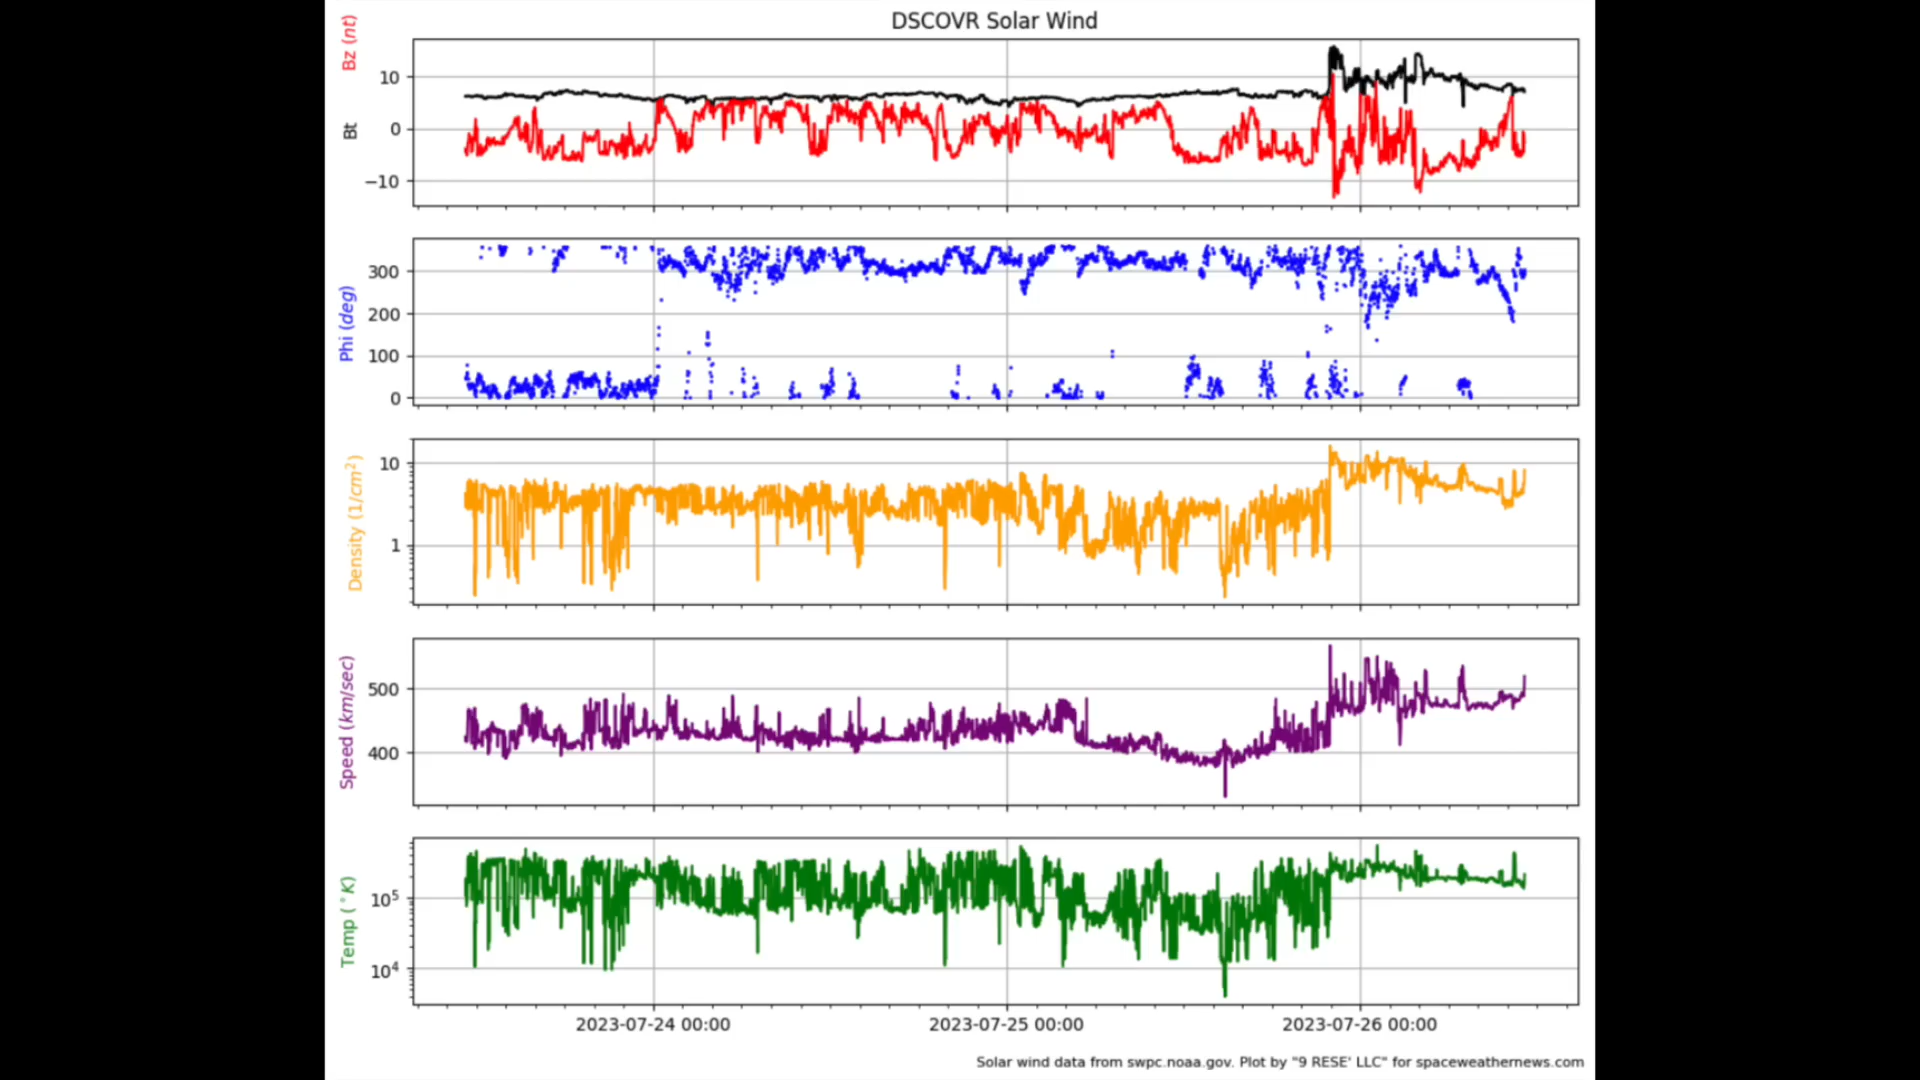 DSCOVR Solar Wind
Bz (nt)
Bt
10
0
−10
Phi (deg)
300
200
100
0
Density (1/cm²)
10
1
Speed (km/sec)
500
400
Temp (°K)
10⁵
10⁴
2023-07-24 00:00 2023-07-25 00:00 2023-07-26 00:00
Solar wind data from swpc.noaa.gov. Plot by "9 RESE' LLC" for spaceweathernews.com